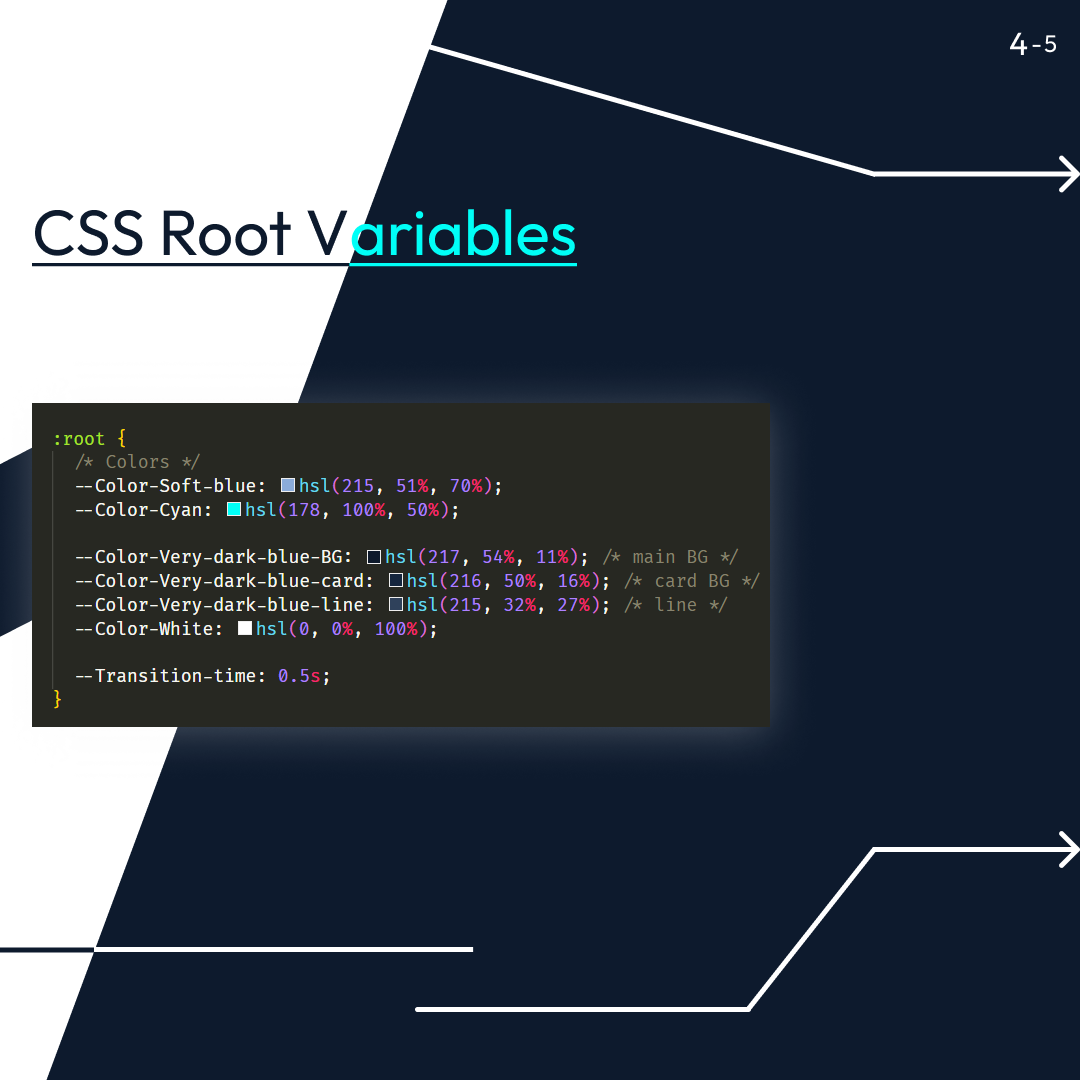 4-5
CSS Root Variables
:root {
/* Colors */
--Color-Soft-blue: hsl(215, 51%, 70%);
--Color-Cyan: hsl(178, 100%, 50%);
--Color-Very-dark-blue-BG: hsl(217, 54%, 11%); /* main BG */
--Color-Very-dark-blue-card: hsl(216, 50%, 16%); /* card BG */
--Color-Very-dark-blue-line: hsl(215, 32%, 27%); /* line */
--Color-White: hsl(0, 0%, 100%);
--Transition-time: 0.5s;
}